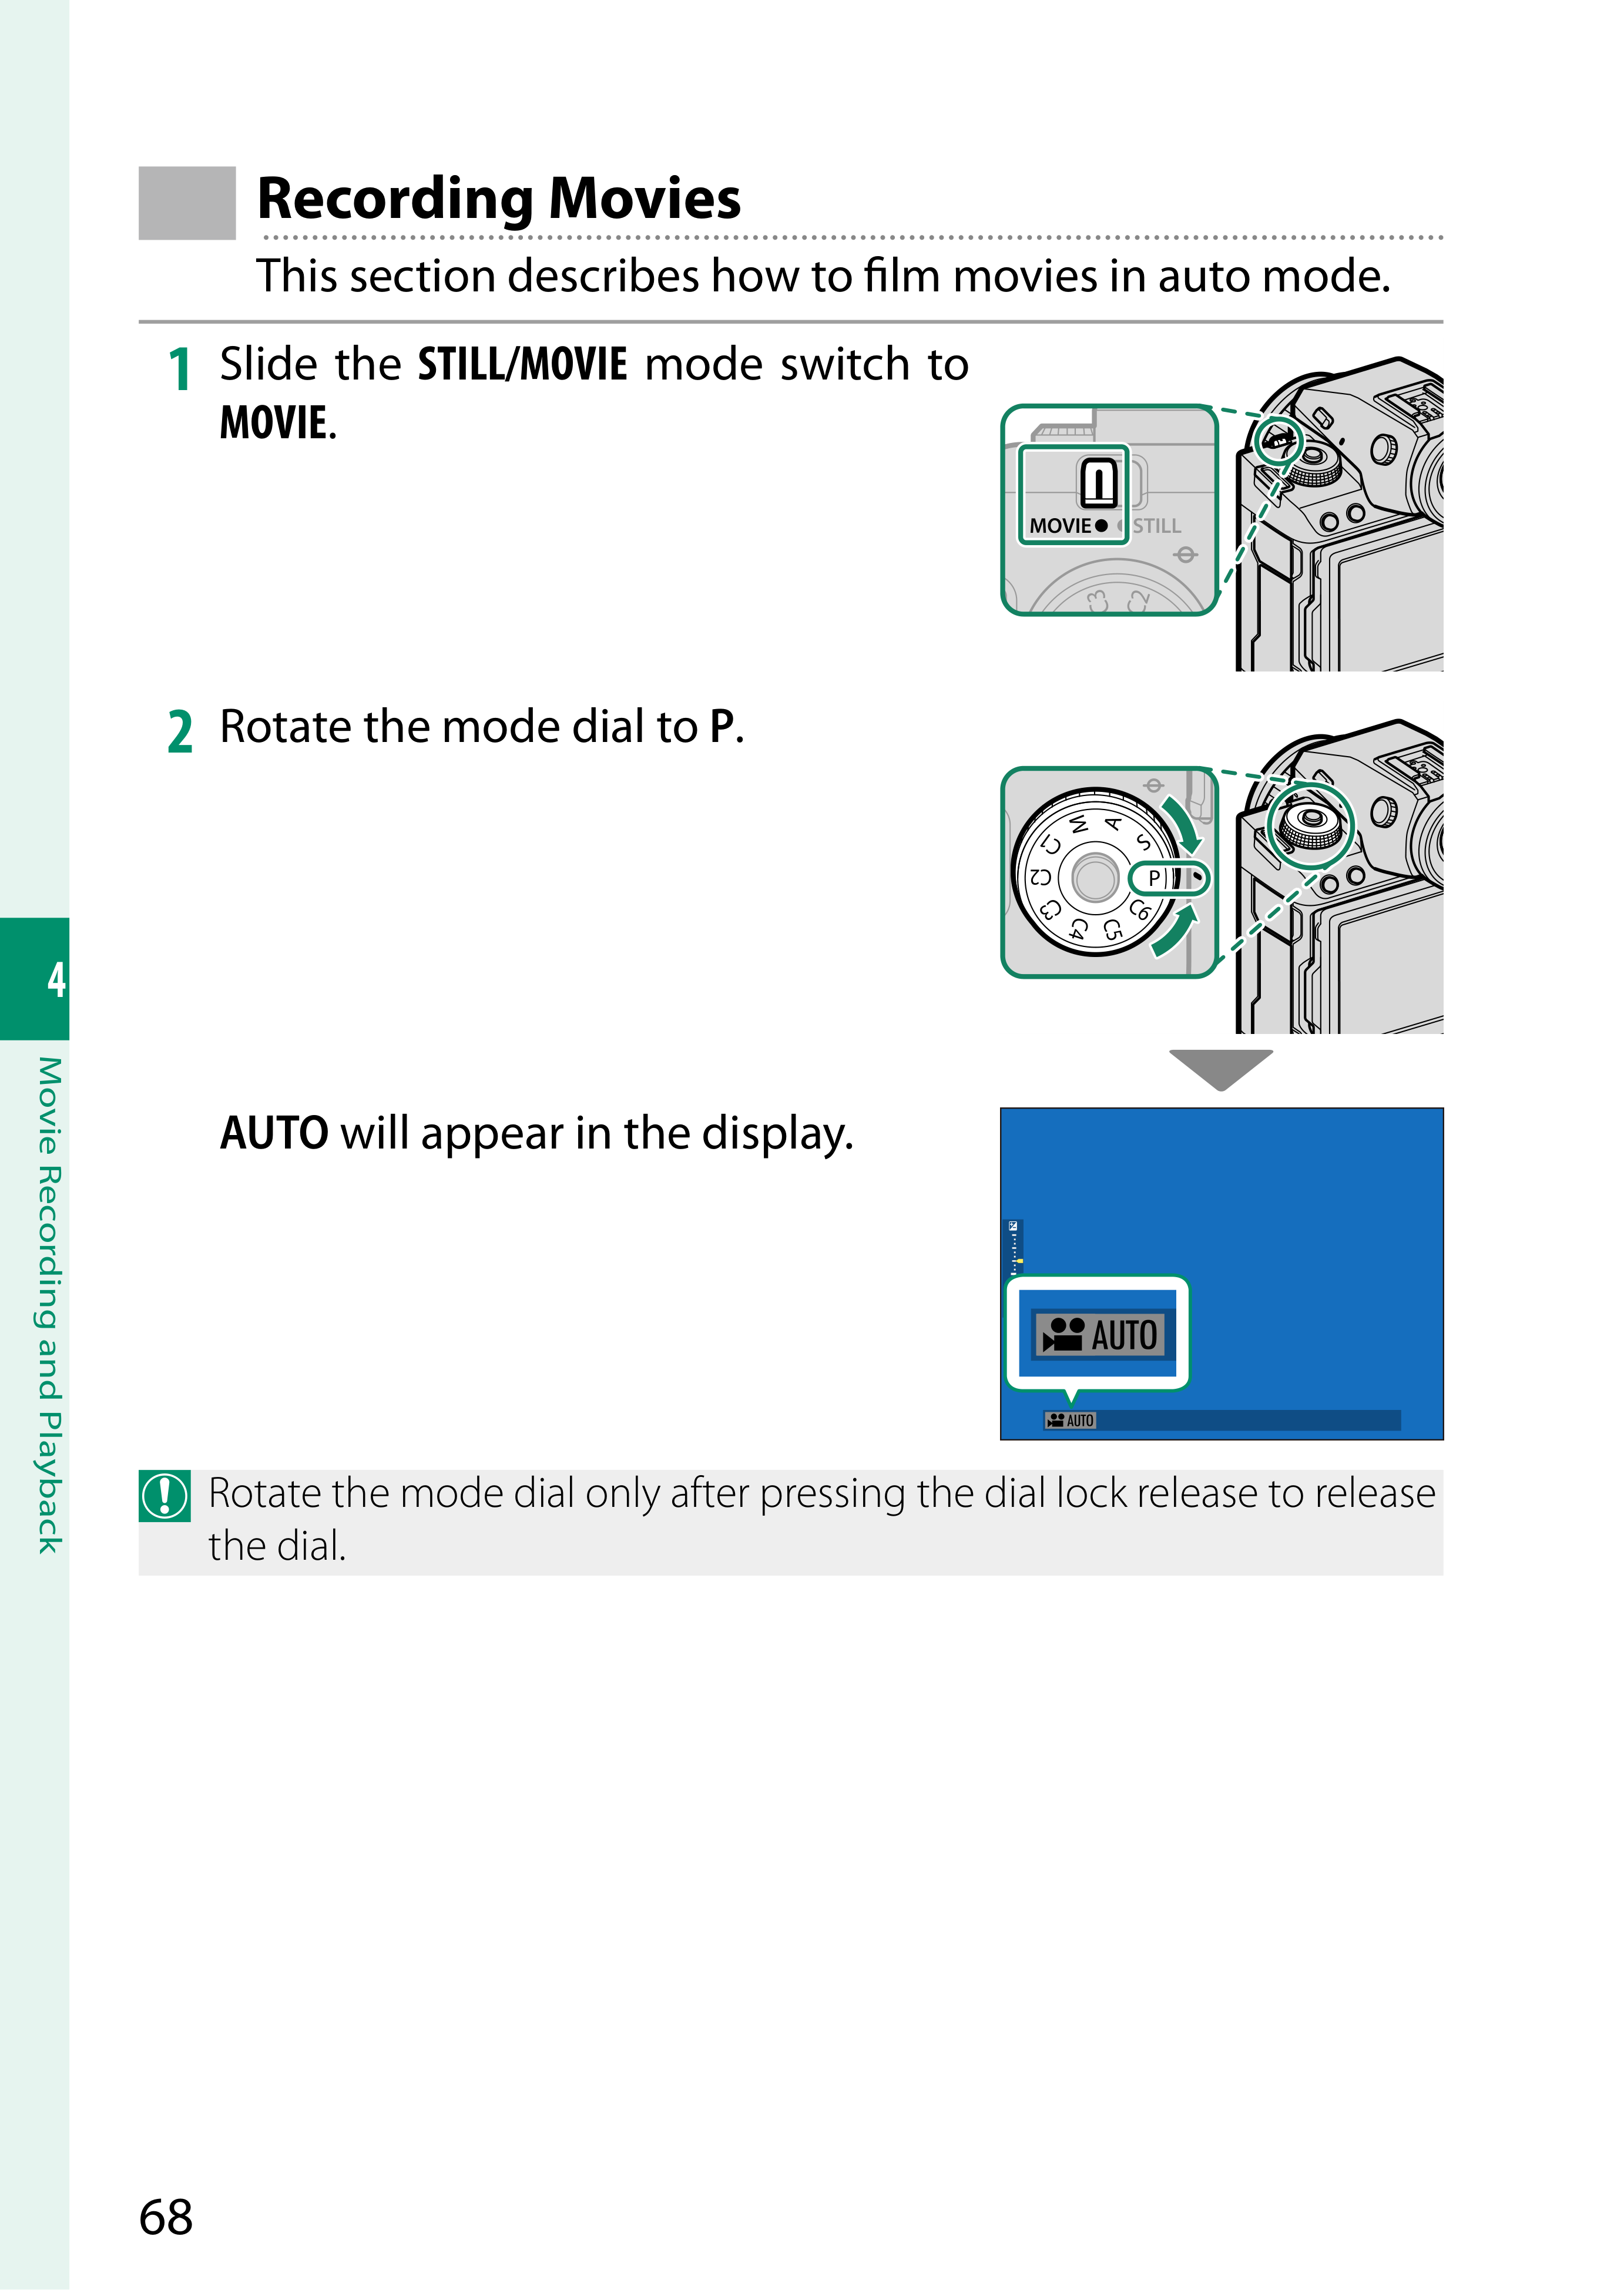 Recording Movies
This section describes how to film movies in auto mode.
1 Slide the STILL/MOVIE mode switch to
MOVIE.
MOVIE STILL
C3 C2
2 Rotate the mode dial to P.
M A S P C6 C5 C4 C3 C2 C1
AUTO will appear in the display.
AUTO
AUTO
Rotate the mode dial only after pressing the dial lock release to release
the dial.
4
Movie Recording and Playback
68